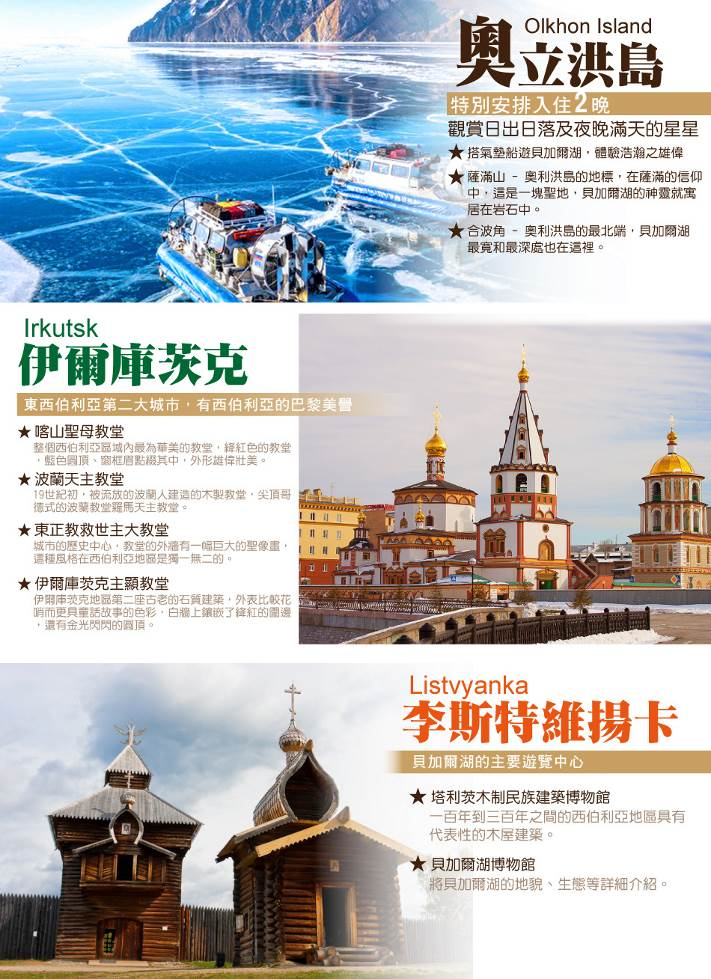 Olkhon Island
奧立洪島
特別安排入住2晚
觀賞日出日落及夜晚滿天的星星
★ 搭氣墊船遊貝加爾湖，體驗浩瀚之雄偉
★ 薩滿山 - 奧利洪島的地標，在薩滿的信仰
中，這是一塊聖地，貝加爾湖的神靈就寓
居在岩石中。
★ 合波角 - 奧利洪島的最北端，貝加爾湖
最寬和最深處也在這裡。
Irkutsk
伊爾庫茨克
東西伯利亞第二大城市，有西伯利亞的巴黎美譽
★ 喀山聖母教堂
整個西伯利亞區域內最為華美的教堂，絳紅色的教堂
，藍色圓頂、窗框眉點綴其中，外形雄偉壯美。
★ 波蘭天主教堂
19世紀初，被流放的波蘭人建造的木製教堂，尖頂哥
德式的波蘭教堂羅馬天主教堂。
★ 東正教救世主大教堂
城市的歷史中心，教堂的外牆有一幅巨大的聖像畫，
這種風格在西伯利亞地區是獨一無二的。
★ 伊爾庫茨克主顯教堂
伊爾庫茨克地區第二座古老的石質建築，外表比較花
哨而更具童話故事的色彩，白牆上鑲嵌了絳紅的圍邊
，還有金光閃閃的圓頂。
Listvyanka
李斯特維揚卡
貝加爾湖的主要遊覽中心
★ 塔利茨木制民族建築博物館
一百年到三百年之間的西伯利亞地區具有
代表性的木屋建築。
★ 貝加爾湖博物館
將貝加爾湖的地貌、生態等詳細介紹。